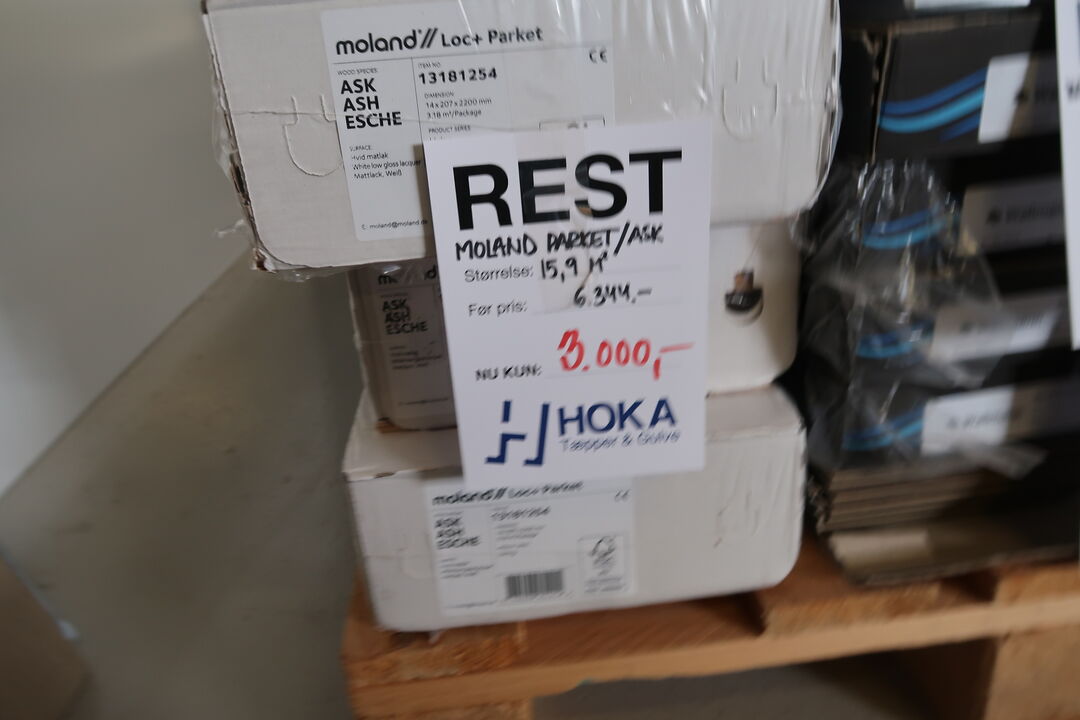 moland// Loc+ Parket
CE
WOOD SPECIES
ASK
ASH
ESCHE
ITEM NO.
13181254
DIMENSION
14 x 207 x 2200 mm
3.18 m²/Package
PRODUCT SERIES
SURFACE
Hvid matlak
White low gloss lacquer
Mattlack, Weiß
E: moland@moland.dk
REST
MOLAND PARKET/ASK
Størrelse: 15,9 M²
Før pris: 6.344.-
NU KUN: 3.000,-
HOKA
Tæpper & Gulve
ASK
ASH
ESCHE
moland// Loc+ Parket
CE
13181254
ASK
ASH
ESCHE